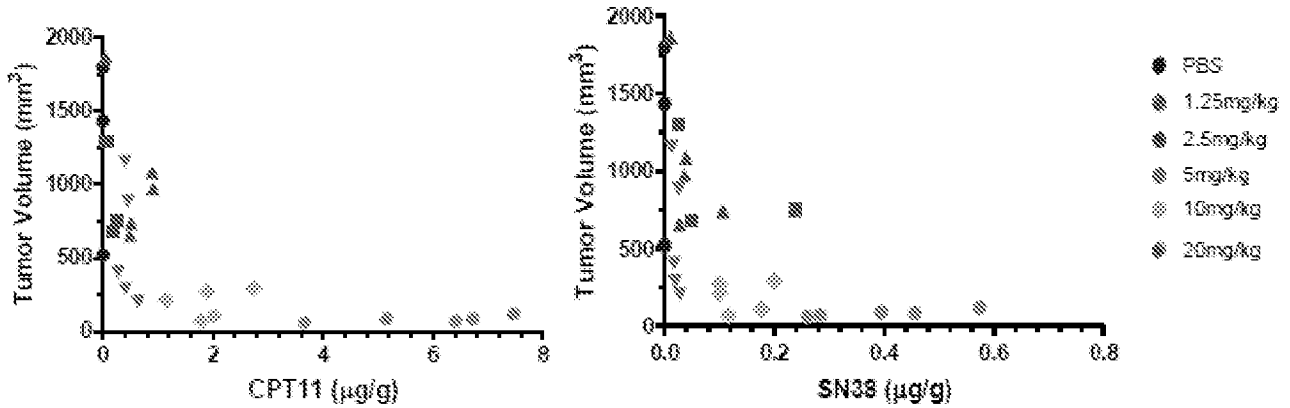 2000
1500
1000
500
0
Tumor Volume (mm³)
0 2 4 6 8
CPT11 (µg/g)
2000
1500
1000
500
0
Tumor Volume (mm³)
0.0 0.2 0.4 0.6 0.8
SN38 (µg/g)
PBS
1.25mg/kg
2.5mg/kg
5mg/kg
10mg/kg
20mg/kg